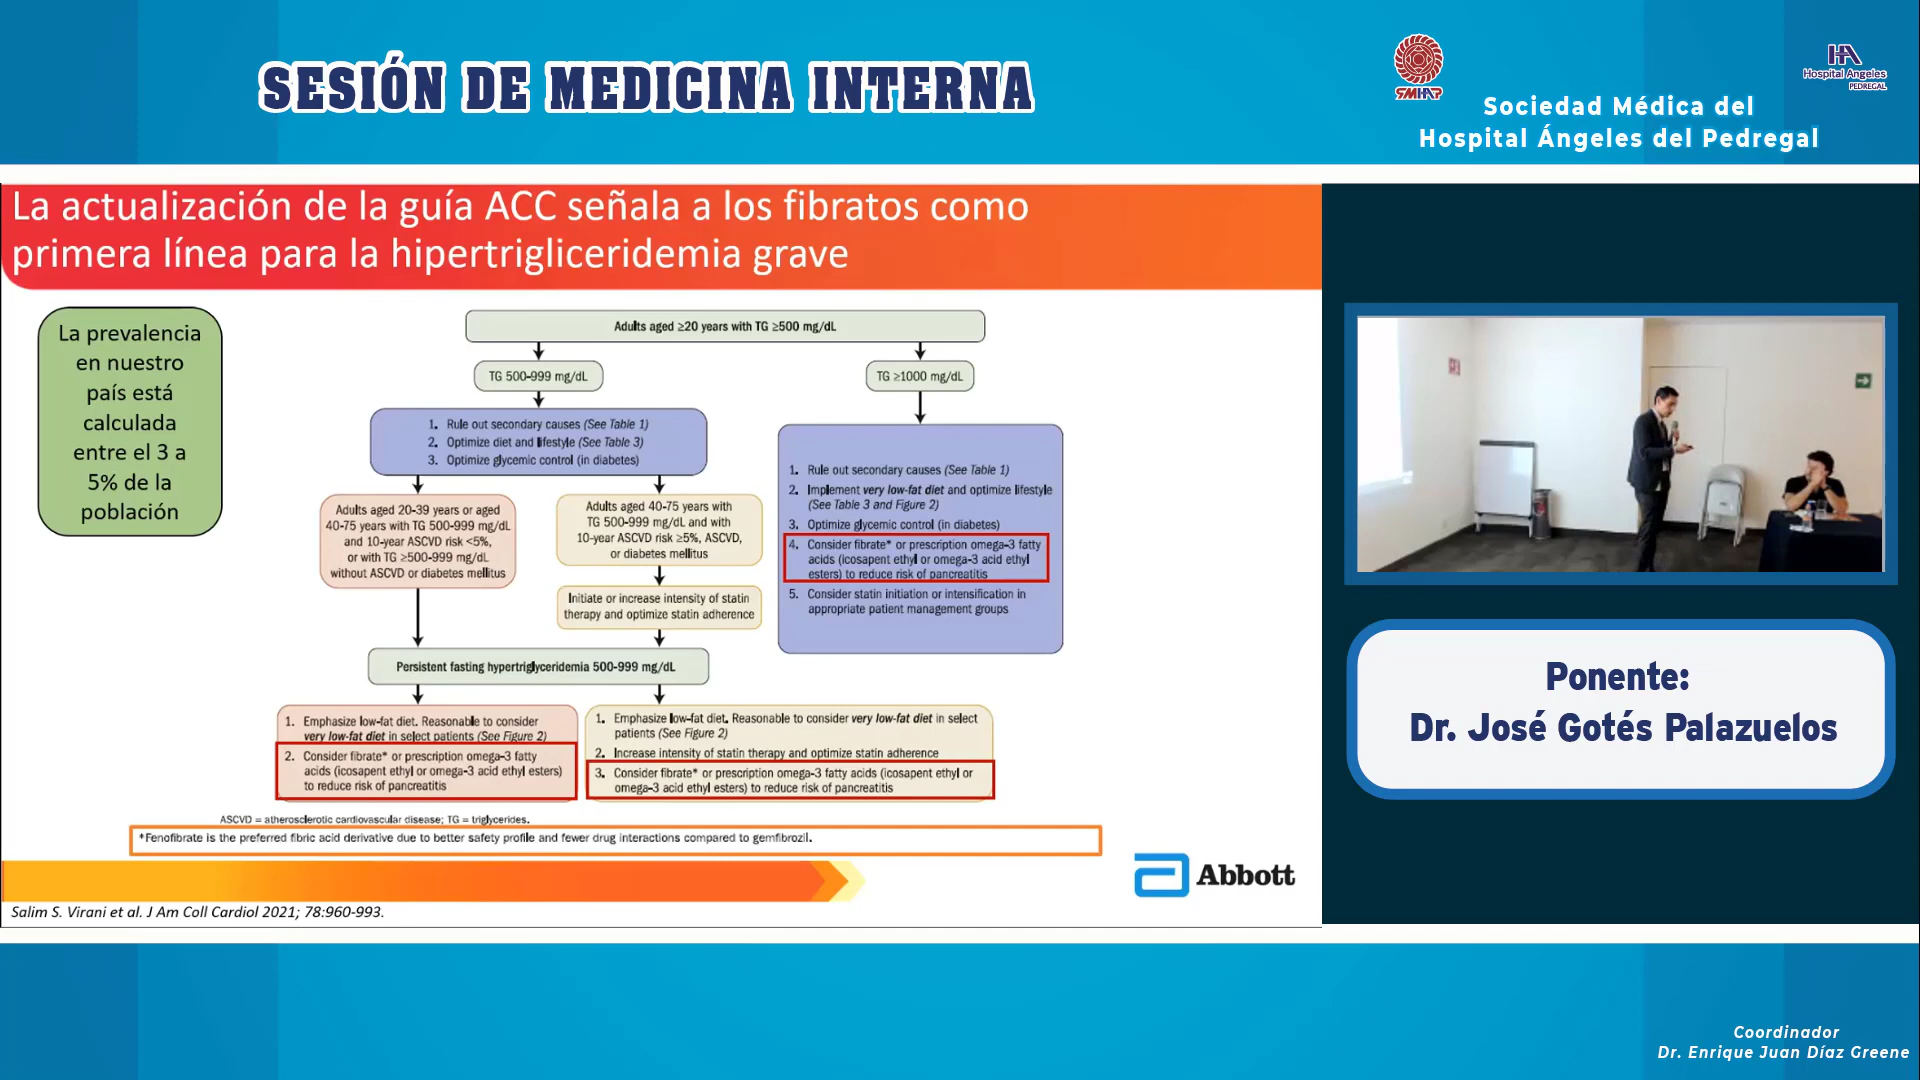 SESIÓN DE MEDICINA INTERNA
SMHAP
HA
Hospital Angeles
PEDREGAL
Sociedad Médica del
Hospital Ángeles del Pedregal
La actualización de la guía ACC señala a los fibratos como
primera línea para la hipertrigliceridemia grave
La prevalencia
en nuestro
país está
calculada
entre el 3 a
5% de la
población
Adults aged ≥20 years with TG ≥500 mg/dL
TG 500-999 mg/dL
TG ≥1000 mg/dL
1. Rule out secondary causes (See Table 1)
2. Optimize diet and lifestyle (See Table 3)
3. Optimize glycemic control (in diabetes)
1. Rule out secondary causes (See Table 1)
2. Implement very low-fat diet and optimize lifestyle
(See Table 3 and Figure 2)
3. Optimize glycemic control (in diabetes)
4. Consider fibrate* or prescription omega-3 fatty
acids (icosapent ethyl or omega-3 acid ethyl
esters) to reduce risk of pancreatitis
5. Consider statin initiation or intensification in
appropriate patient management groups
Adults aged 20-39 years or aged
40-75 years with TG 500-999 mg/dL
and 10-year ASCVD risk <5%,
or with TG ≥500-999 mg/dL
without ASCVD or diabetes mellitus
Adults aged 40-75 years with
TG 500-999 mg/dL and with
10-year ASCVD risk ≥5%, ASCVD,
or diabetes mellitus
Initiate or increase intensity of statin
therapy and optimize statin adherence
Persistent fasting hypertriglyceridemia 500-999 mg/dL
1. Emphasize low-fat diet. Reasonable to consider
very low-fat diet in select patients (See Figure 2)
2. Consider fibrate* or prescription omega-3 fatty
acids (icosapent ethyl or omega-3 acid ethyl esters)
to reduce risk of pancreatitis
1. Emphasize low-fat diet. Reasonable to consider very low-fat diet in select
patients (See Figure 2)
2. Increase intensity of statin therapy and optimize statin adherence
3. Consider fibrate* or prescription omega-3 fatty acids (icosapent ethyl or
omega-3 acid ethyl esters) to reduce risk of pancreatitis
ASCVD = atherosclerotic cardiovascular disease; TG = triglycerides.
*Fenofibrate is the preferred fibric acid derivative due to better safety profile and fewer drug interactions compared to gemfibrozil.
Abbott
Salim S. Virani et al. J Am Coll Cardiol 2021; 78:960-993.
Ponente:
Dr. José Gotés Palazuelos
Coordinador
Dr. Enrique Juan Díaz Greene